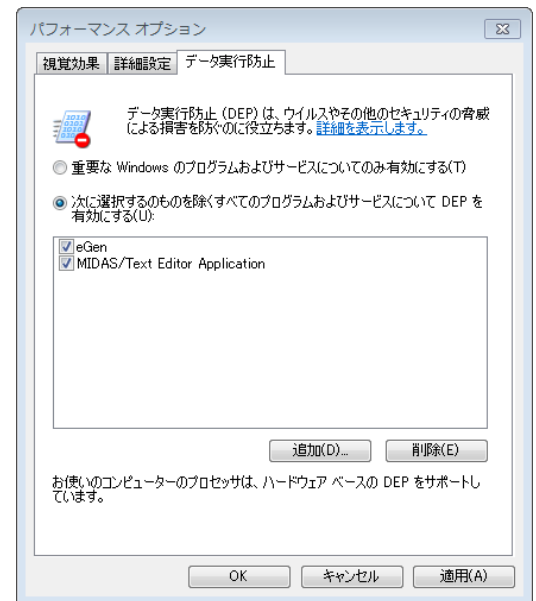 パフォーマンス オプション
視覚効果 詳細設定 データ実行防止
データ実行防止 (DEP) は、ウイルスやその他のセキュリティの脅威
による損害を防ぐのに役立ちます。詳細を表示します。
重要な Windows のプログラムおよびサービスについてのみ有効にする(T)
次に選択するのものを除くすべてのプログラムおよびサービスについて DEP を
有効にする(U):
eGen
MIDAS/Text Editor Application
追加(D)... 削除(E)
お使いのコンピューターのプロセッサは、ハードウェア ベースの DEP をサポートし
ています。
OK キャンセル 適用(A)